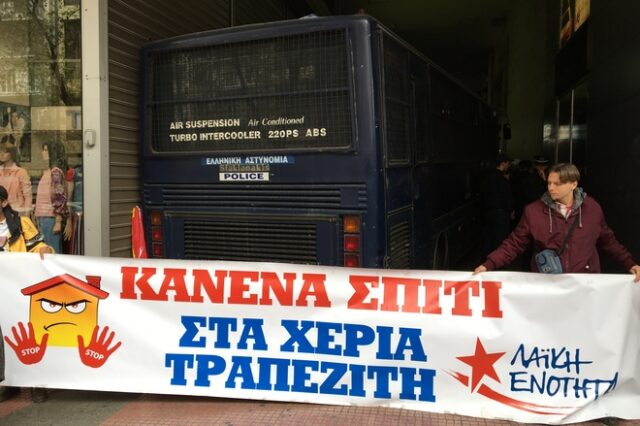 AIR SUSPENSION Air Conditioned
TURBO INTERCOOLER 220PS ABS
ΕΛΛΗΝΙΚΗ ΑΣΤΥΝΟΜΙΑ
Sfakianakis
POLICE
ΚΑΝΕΝΑ ΣΠΙΤΙ
ΣΤΑ ΧΕΡΙΑ
ΤΡΑΠΕΖΙΤΗ
STOP
STOP
ΛΑΪΚΗ
ΕΝΟΤΗΤΑ